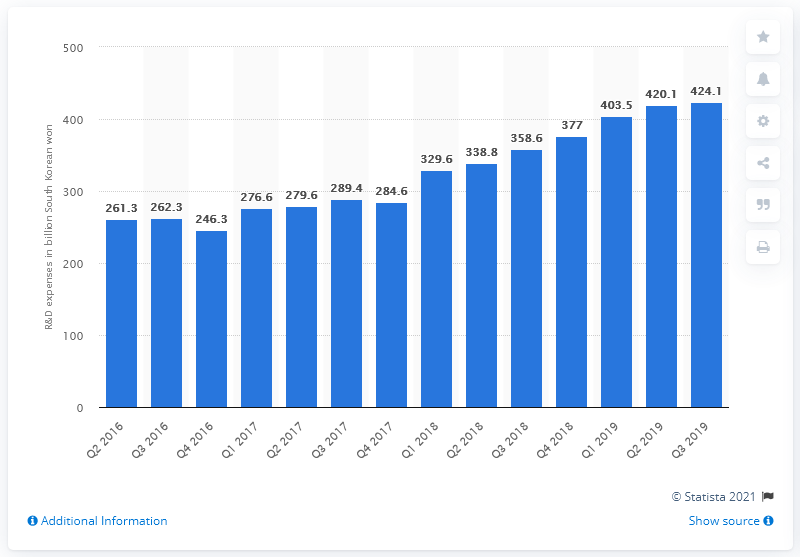 R&D expenses in billion South Korean won
500
400
300
200
100
0
261.3
262.3
246.3
276.6
279.6
289.4
284.6
329.6
338.8
358.6
377
403.5
420.1
424.1
Q2 2016
Q3 2016
Q4 2016
Q1 2017
Q2 2017
Q3 2017
Q4 2017
Q1 2018
Q2 2018
Q3 2018
Q4 2018
Q1 2019
Q2 2019
Q3 2019
© Statista 2021
Additional Information
Show source